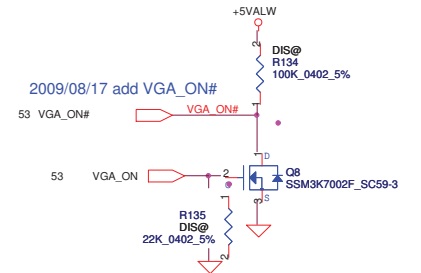 +5VALW
2
DIS@
R134
100K_0402_5%
1
2009/08/17 add VGA_ON#
53 VGA_ON#
VGA_ON#
1
D
53 VGA_ON
2
Q8
SSM3K7002F_SC59-3
3
S
1
R135
DIS@
22K_0402_5%
2